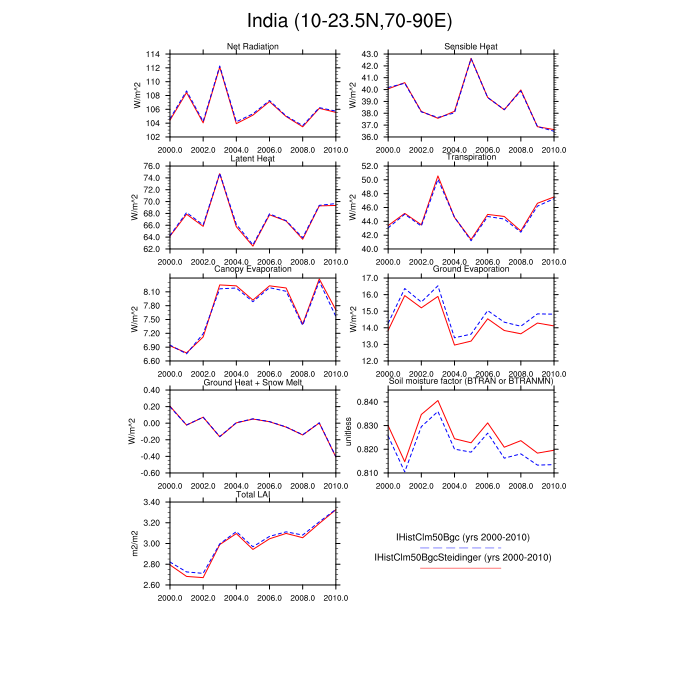 India (10-23.5N,70-90E)
Net Radiation
W/m^2
114
112
110
108
106
104
102
2000.0 2002.0 2004.0 2006.0 2008.0 2010.0
Sensible Heat
W/m^2
43.0
42.0
41.0
40.0
39.0
38.0
37.0
36.0
2000.0 2002.0 2004.0 2006.0 2008.0 2010.0
Latent Heat
W/m^2
76.0
74.0
72.0
70.0
68.0
66.0
64.0
62.0
2000.0 2002.0 2004.0 2006.0 2008.0 2010.0
Transpiration
W/m^2
52.0
50.0
48.0
46.0
44.0
42.0
40.0
2000.0 2002.0 2004.0 2006.0 2008.0 2010.0
Canopy Evaporation
W/m^2
8.10
7.80
7.50
7.20
6.90
6.60
2000.0 2002.0 2004.0 2006.0 2008.0 2010.0
Ground Evaporation
W/m^2
17.0
16.0
15.0
14.0
13.0
12.0
2000.0 2002.0 2004.0 2006.0 2008.0 2010.0
Ground Heat + Snow Melt
W/m^2
0.40
0.20
0.00
-0.20
-0.40
-0.60
2000.0 2002.0 2004.0 2006.0 2008.0 2010.0
Soil moisture factor (BTRAN or BTRANMN)
unitless
0.840
0.830
0.820
0.810
2000.0 2002.0 2004.0 2006.0 2008.0 2010.0
Total LAI
m2/m2
3.40
3.20
3.00
2.80
2.60
2000.0 2002.0 2004.0 2006.0 2008.0 2010.0
IHistClm50Bgc (yrs 2000-2010)
IHistClm50BgcSteidinger (yrs 2000-2010)